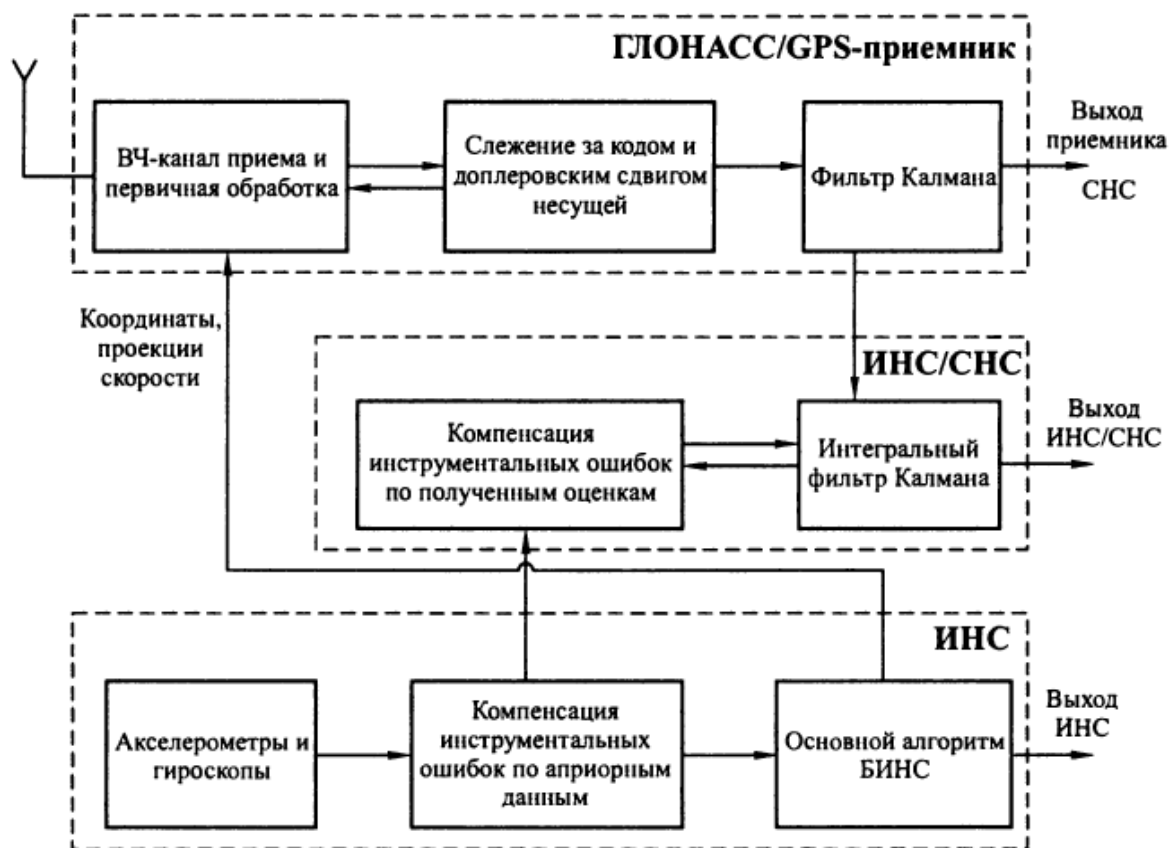 ГЛОНАСС/GPS-приемник
ВЧ-канал приема и
первичная обработка
Слежение за кодом и
доплеровским сдвигом
несущей
Фильтр Калмана
Выход
приемника
СНС
Координаты,
проекции
скорости
ИНС/СНС
Компенсация
инструментальных ошибок
по полученным оценкам
Интегральный
фильтр Калмана
Выход
ИНС/СНС
ИНС
Акселерометры и
гироскопы
Компенсация
инструментальных
ошибок по априорным
данным
Основной алгоритм
БИНС
Выход
ИНС